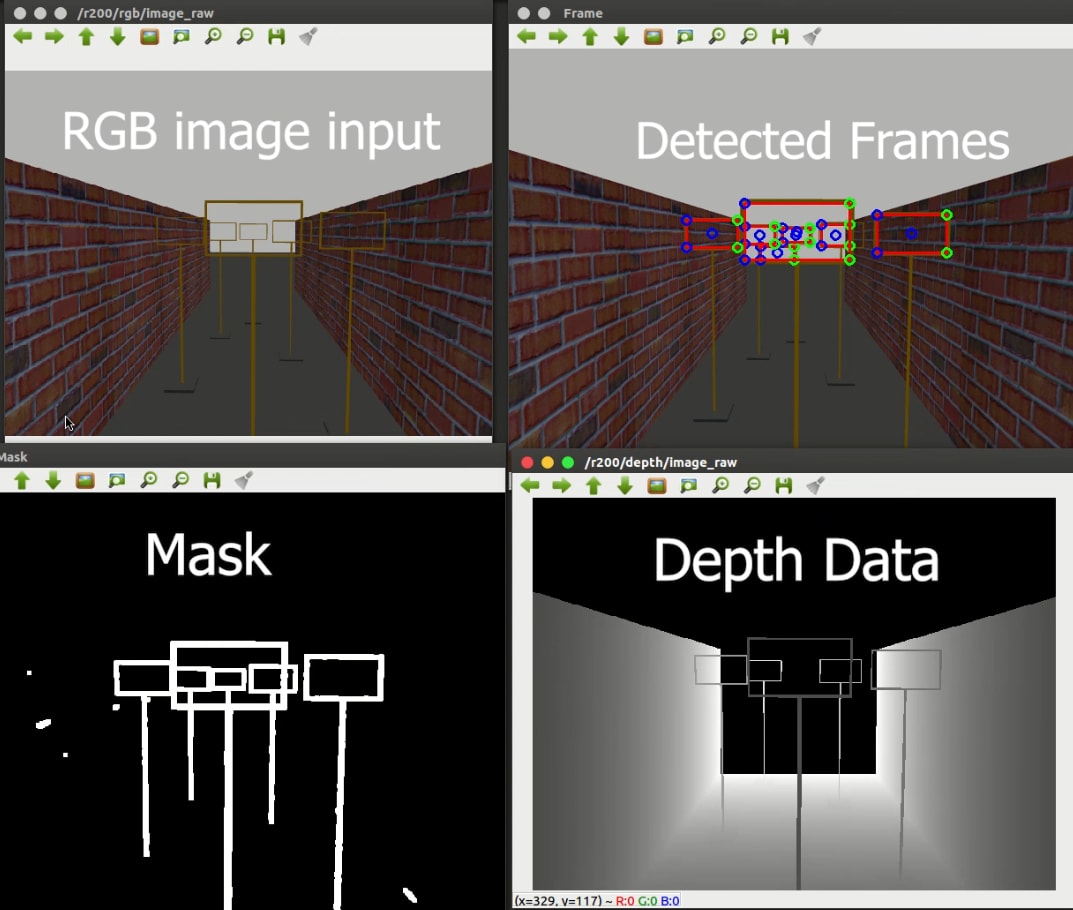 /r200/rgb/image_raw
RGB image input
Frame
Detected Frames
Mask
Mask
/r200/depth/image_raw
Depth Data
(x=329, y=117) ~ R:0 G:0 B:0